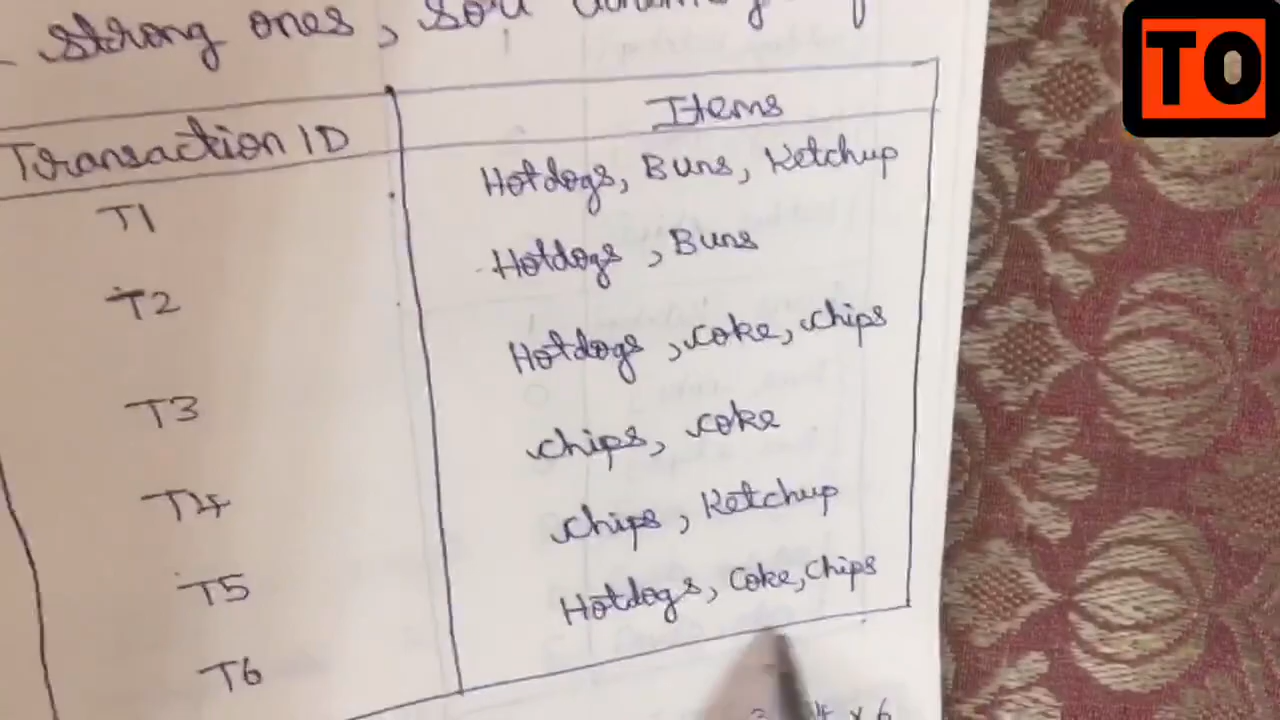 strong ones,
Transaction ID Items
T1 Hotdogs, Buns, Ketchup
T2 Hotdogs, Buns
T3 Hotdogs, coke, chips
T4 chips, coke
T5 chips, Ketchup
T6 Hotdogs, Coke, Chips
TO